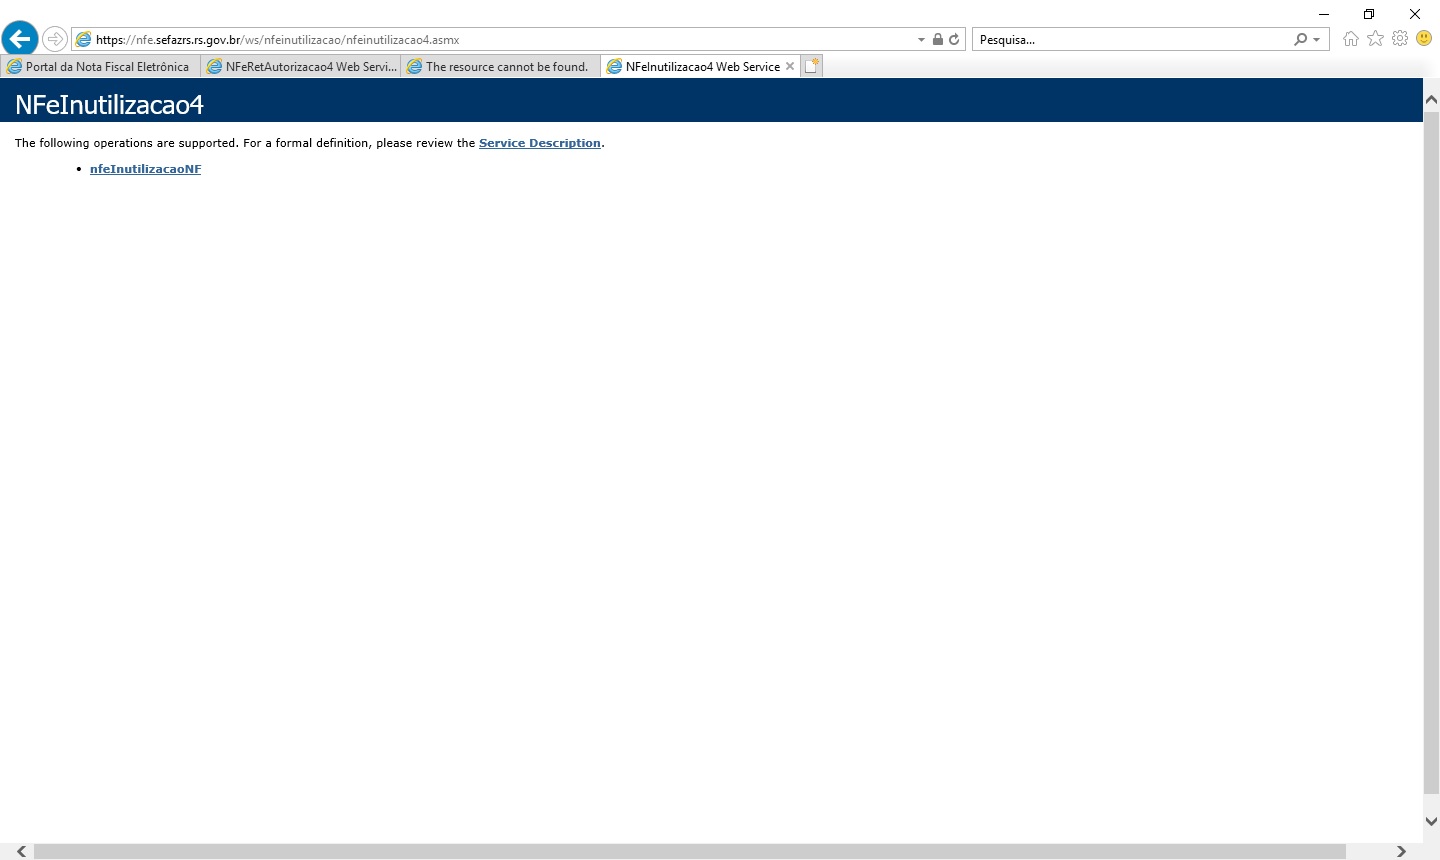 https://nfe.sefazrs.rs.gov.br/ws/nfeinutilizacao/nfeinutilizacao4.asmx
Pesquisa...
Portal da Nota Fiscal Eletrônica
NFeRetAutorizacao4 Web Servi...
The resource cannot be found.
NFeInutilizacao4 Web Service
NFeInutilizacao4
The following operations are supported. For a formal definition, please review the Service Description.
• nfeInutilizacaoNF